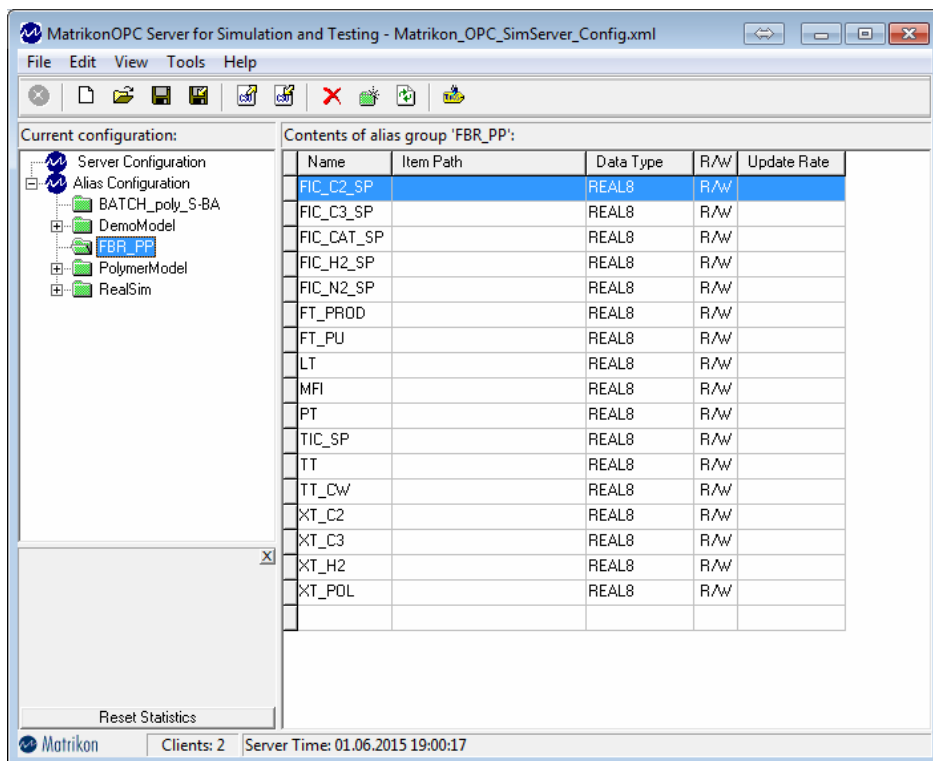 MatrikonOPC Server for Simulation and Testing - Matrikon_OPC_SimServer_Config.xml
File Edit View Tools Help
Current configuration:
Contents of alias group 'FBR_PP':
Server Configuration
Alias Configuration
BATCH_poly_S-BA
DemoModel
FBR_PP
PolymerModel
RealSim
Name Item Path Data Type R/W Update Rate
FIC_C2_SP REAL8 R/W
FIC_C3_SP REAL8 R/W
FIC_CAT_SP REAL8 R/W
FIC_H2_SP REAL8 R/W
FIC_N2_SP REAL8 R/W
FT_PROD REAL8 R/W
FT_PU REAL8 R/W
LT REAL8 R/W
MFI REAL8 R/W
PT REAL8 R/W
TIC_SP REAL8 R/W
TT REAL8 R/W
TT_CW REAL8 R/W
XT_C2 REAL8 R/W
XT_C3 REAL8 R/W
XT_H2 REAL8 R/W
XT_POL REAL8 R/W
Reset Statistics
Matrikon Clients: 2 Server Time: 01.06.2015 19:00:17